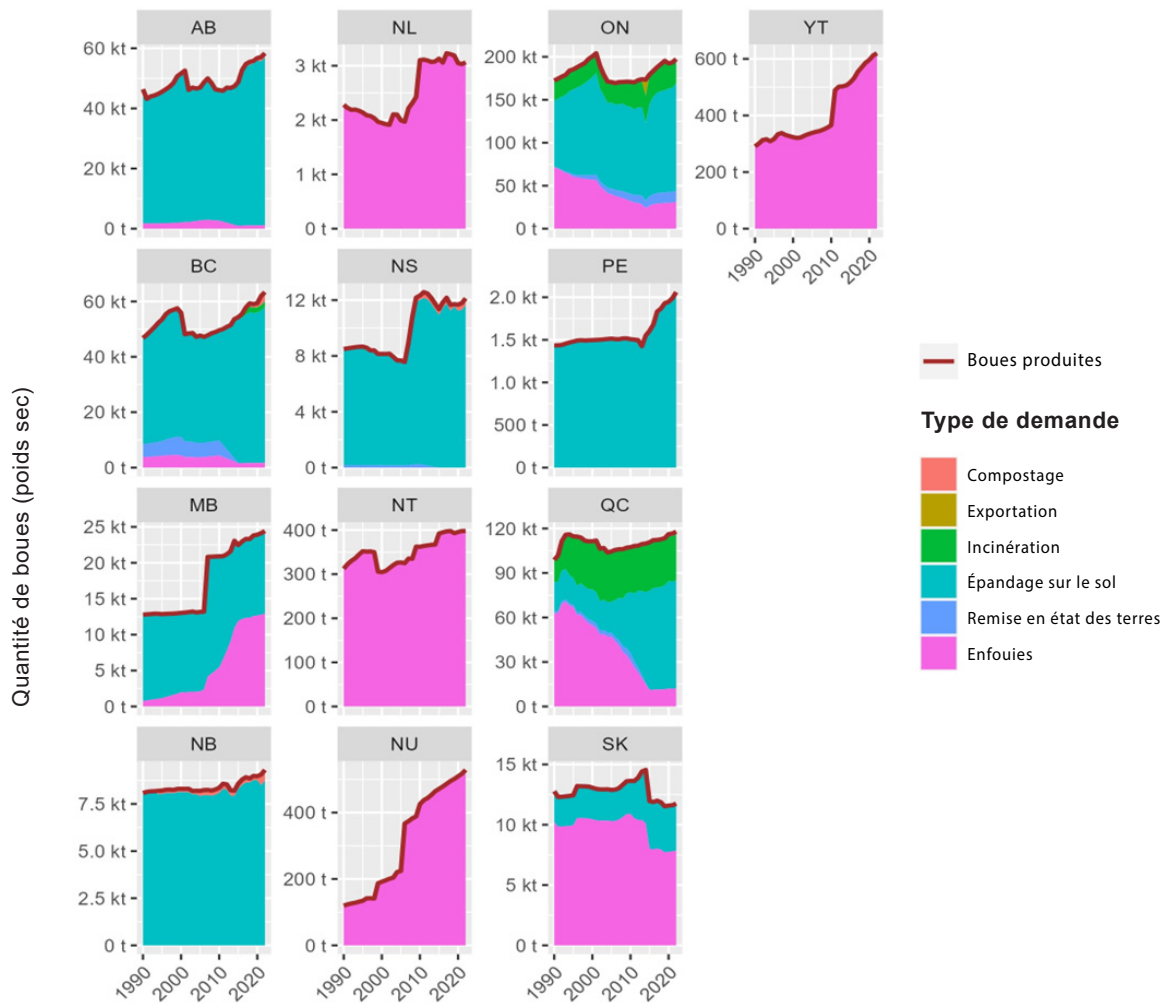 AB
NL
ON
YT
60 kt
40 kt
20 kt
0 t
3 kt
2 kt
1 kt
0 t
200 kt
150 kt
100 kt
50 kt
0 t
600 t
400 t
200 t
0 t
1990
2000
2010
2020
BC
NS
PE
60 kt
40 kt
20 kt
0 t
12 kt
8 kt
4 kt
0 t
2.0 kt
1.5 kt
1.0 kt
500 t
0 t
MB
NT
QC
25 kt
20 kt
15 kt
10 kt
5 kt
0 t
400 t
300 t
200 t
100 t
0 t
120 kt
90 kt
60 kt
30 kt
0 t
NB
NU
SK
7.5 kt
5.0 kt
2.5 kt
0 t
400 t
200 t
0 t
15 kt
10 kt
5 kt
0 t
1990
2000
2010
2020
1990
2000
2010
2020
1990
2000
2010
2020
Quantité de boues (poids sec)
Boues produites
Type de demande
Compostage
Exportation
Incinération
Épandage sur le sol
Remise en état des terres
Enfouies